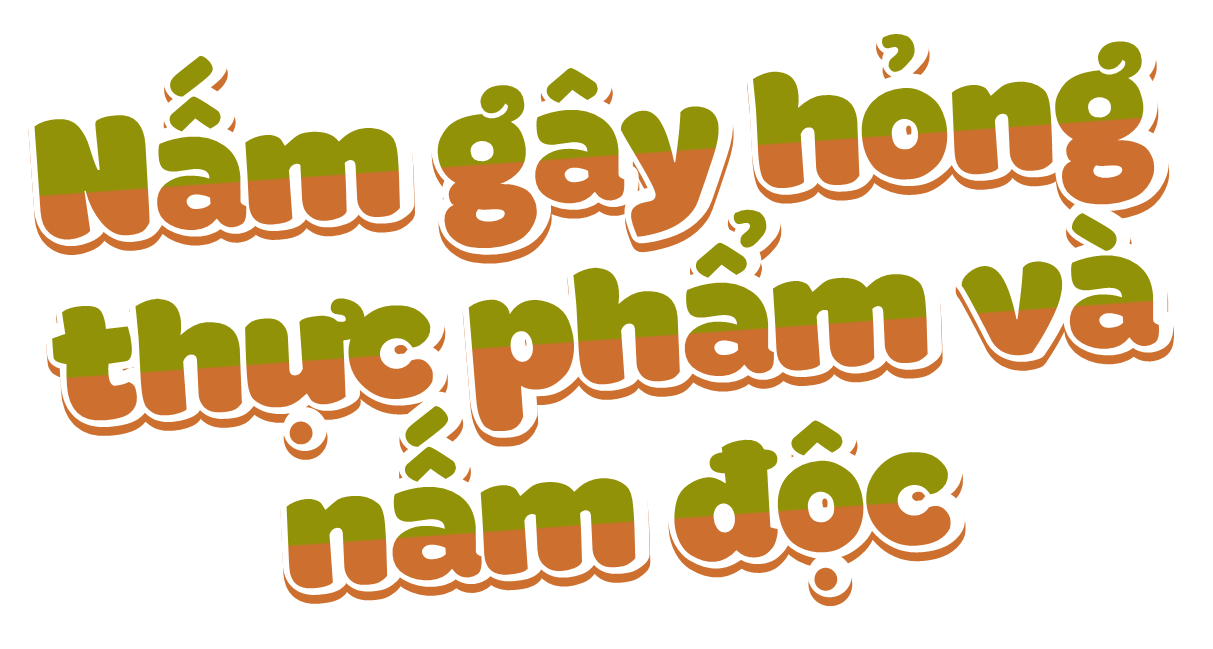 Nấm gây hỏng
thực phẩm và
nấm độc